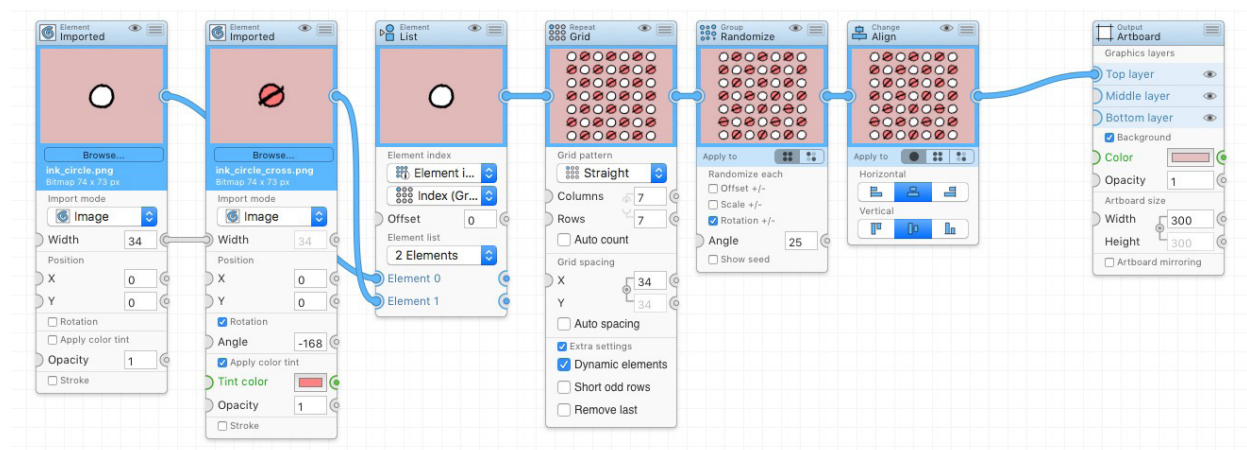 Element
Imported
Browse...
ink_circle.png
Bitmap 74 x 73 px
Import mode
Image
Width 34
Position
X 0
Y 0
Rotation
Apply color tint
Opacity 1
Stroke
Element
Imported
Browse...
ink_circle_cross.png
Bitmap 74 x 73 px
Import mode
Image
Width 34
Position
X 0
Y 0
Rotation
Angle -168
Apply color tint
Tint color
Opacity 1
Stroke
Element
List
Element index
Element i...
Index (Gr...
Offset 0
Element list
2 Elements
Element 0
Element 1
Repeat
Grid
Grid pattern
Straight
Columns 7
Rows 7
Auto count
Grid spacing
X 34
Y 34
Auto spacing
Extra settings
Dynamic elements
Short odd rows
Remove last
Group
Randomize
Apply to
Randomize each
Offset +/-
Scale +/-
Rotation +/-
Angle 25
Show seed
Change
Align
Apply to
Horizontal
Vertical
Output
Artboard
Graphics layers
Top layer
Middle layer
Bottom layer
Background
Color
Opacity 1
Artboard size
Width 300
Height 300
Artboard mirroring